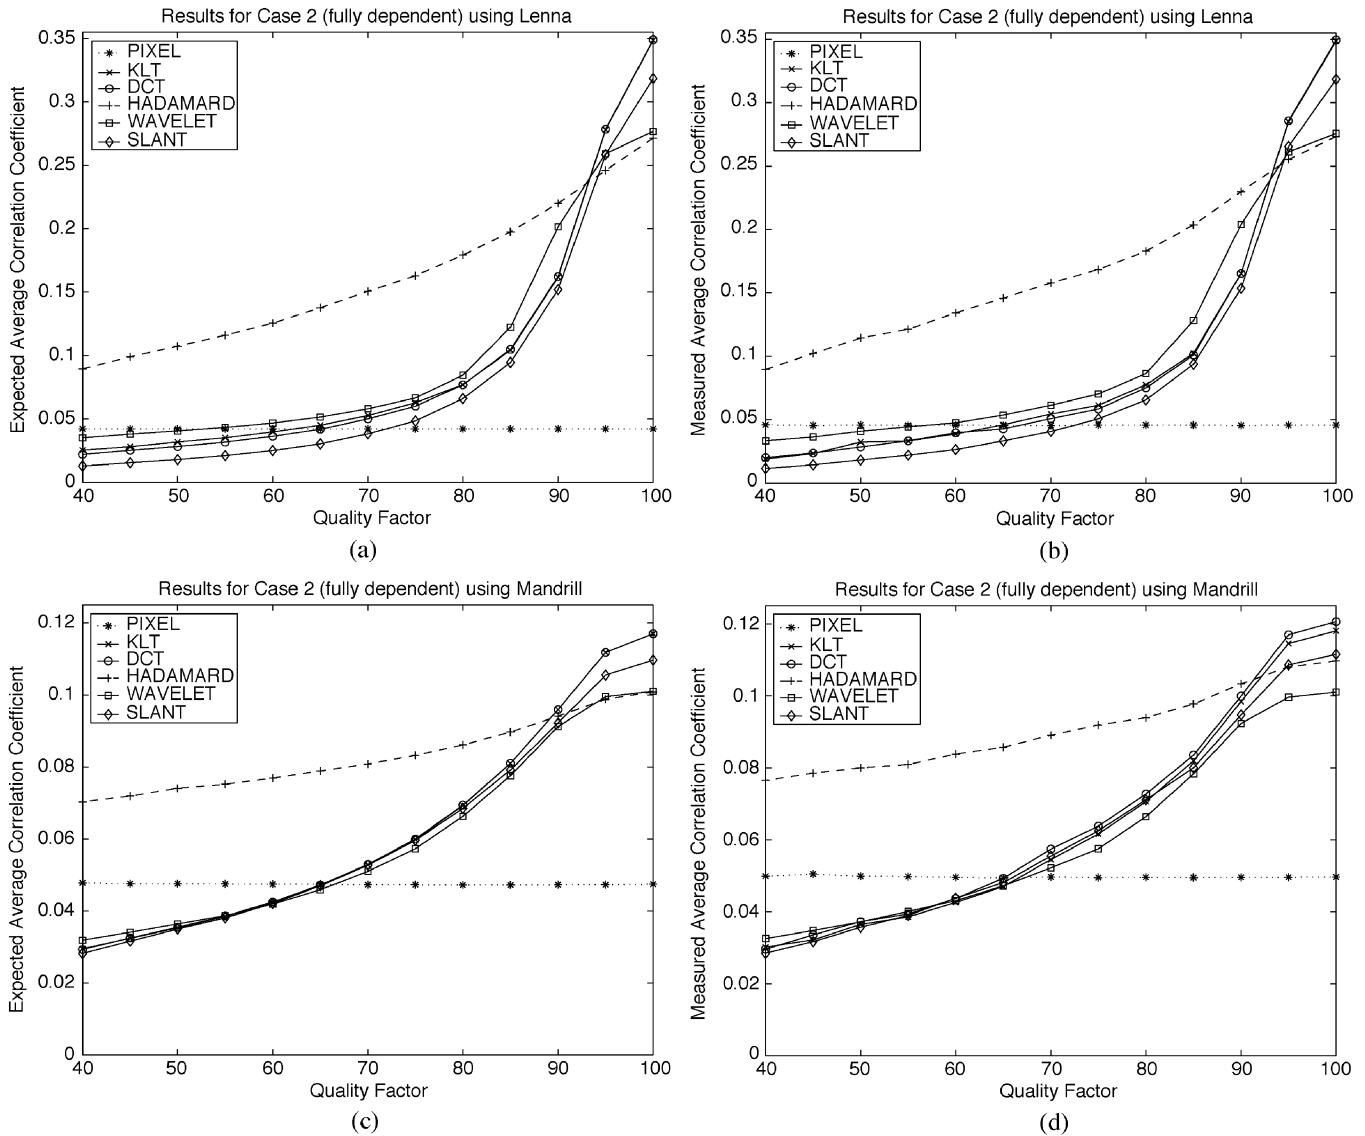 Results for Case 2 (fully dependent) using Lenna
Expected Average Correlation Coefficient
0.35
0.3
0.25
0.2
0.15
0.1
0.05
0
PIXEL
KLT
DCT
HADAMARD
WAVELET
SLANT
40 50 60 70 80 90 100
Quality Factor
(a)
Results for Case 2 (fully dependent) using Lenna
Measured Average Correlation Coefficient
0.35
0.3
0.25
0.2
0.15
0.1
0.05
0
PIXEL
KLT
DCT
HADAMARD
WAVELET
SLANT
40 50 60 70 80 90 100
Quality Factor
(b)
Results for Case 2 (fully dependent) using Mandrill
Expected Average Correlation Coefficient
0.12
0.1
0.08
0.06
0.04
0.02
0
PIXEL
KLT
DCT
HADAMARD
WAVELET
SLANT
40 50 60 70 80 90 100
Quality Factor
(c)
Results for Case 2 (fully dependent) using Mandrill
Measured Average Correlation Coefficient
0.12
0.1
0.08
0.06
0.04
0.02
0
PIXEL
KLT
DCT
HADAMARD
WAVELET
SLANT
40 50 60 70 80 90 100
Quality Factor
(d)